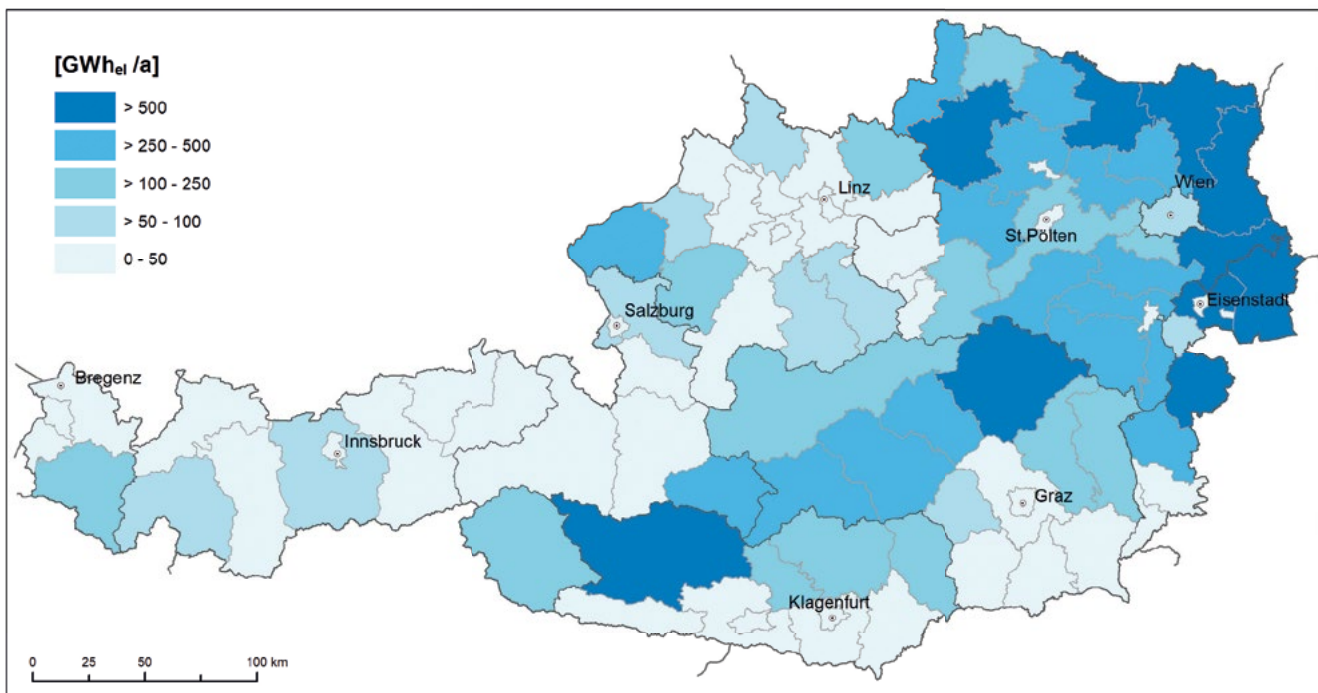 [GWhel /a]
> 500
> 250 - 500
> 100 - 250
> 50 - 100
0 - 50
Linz
Wien
St.Pölten
Eisenstadt
Salzburg
Bregenz
Innsbruck
Graz
Klagenfurt
0 25 50 100 km